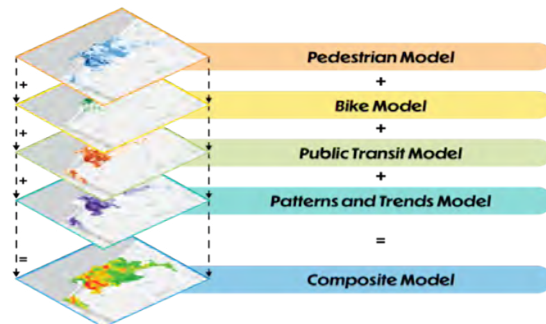 Pedestrian Model
+
+
Bike Model
+
+
Public Transit Model
+
+
Patterns and Trends Model
=
=
Composite Model